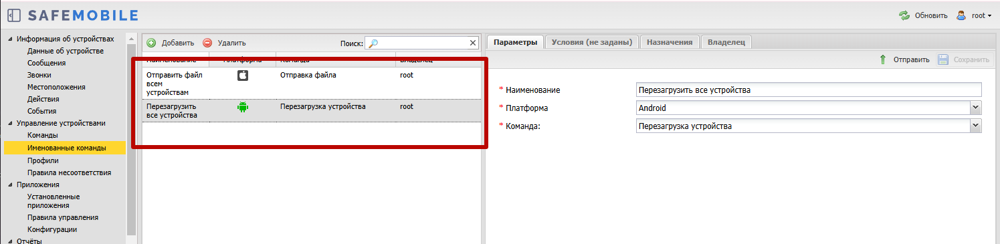 SAFEMOBILE
Обновить
root
Информация об устройствах
Данные об устройстве
Сообщения
Звонки
Местоположения
Действия
События
Управление устройствами
Команды
Именованные команды
Профили
Правила несоответствия
Приложения
Установленные
приложения
Правила управления
Конфигурации
Отчёты
Добавить
Удалить
Поиск:
Наименование Платформа Команда Владелец
Отправить файл
всем
устройствам
Отправка файла
root
Перезагрузить
все устройства
Перезагрузка устройства
root
Параметры
Условия (не заданы)
Назначения
Владелец
Отправить
Сохранить
* Наименование
Перезагрузить все устройства
* Платформа
Android
* Команда:
Перезагрузка устройства